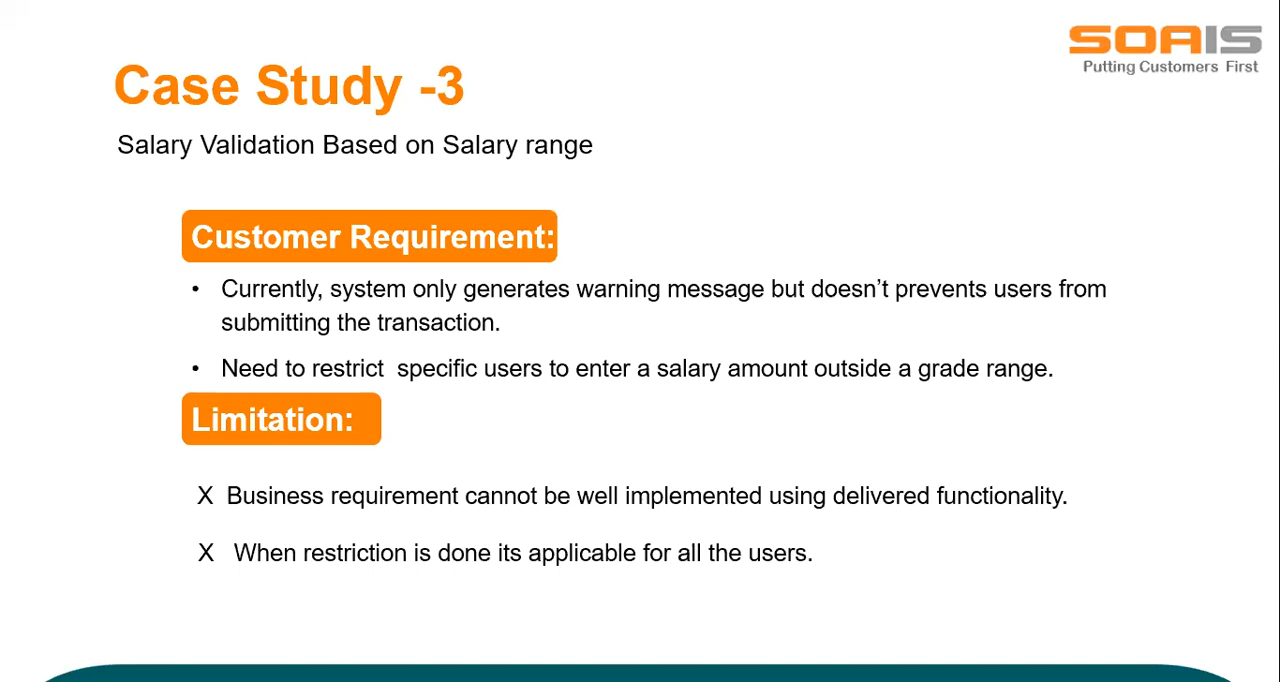 SOAIS
Putting Customers First
Case Study -3
Salary Validation Based on Salary range
Customer Requirement:
• Currently, system only generates warning message but doesn’t prevents users from
submitting the transaction.
• Need to restrict  specific users to enter a salary amount outside a grade range.
Limitation:
X Business requirement cannot be well implemented using delivered functionality.
X When restriction is done its applicable for all the users.